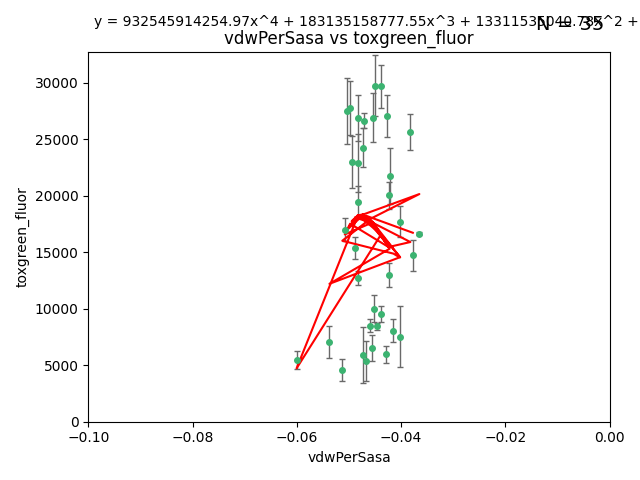 y = 932545914254.97x^4 + 183135158777.55x^3 +
N = 35
vdwPerSasa vs toxgreen_fluor
toxgreen_fluor
30000
25000
20000
15000
10000
5000
0
−0.10 −0.08 −0.06 −0.04 −0.02 0.00
vdwPerSasa